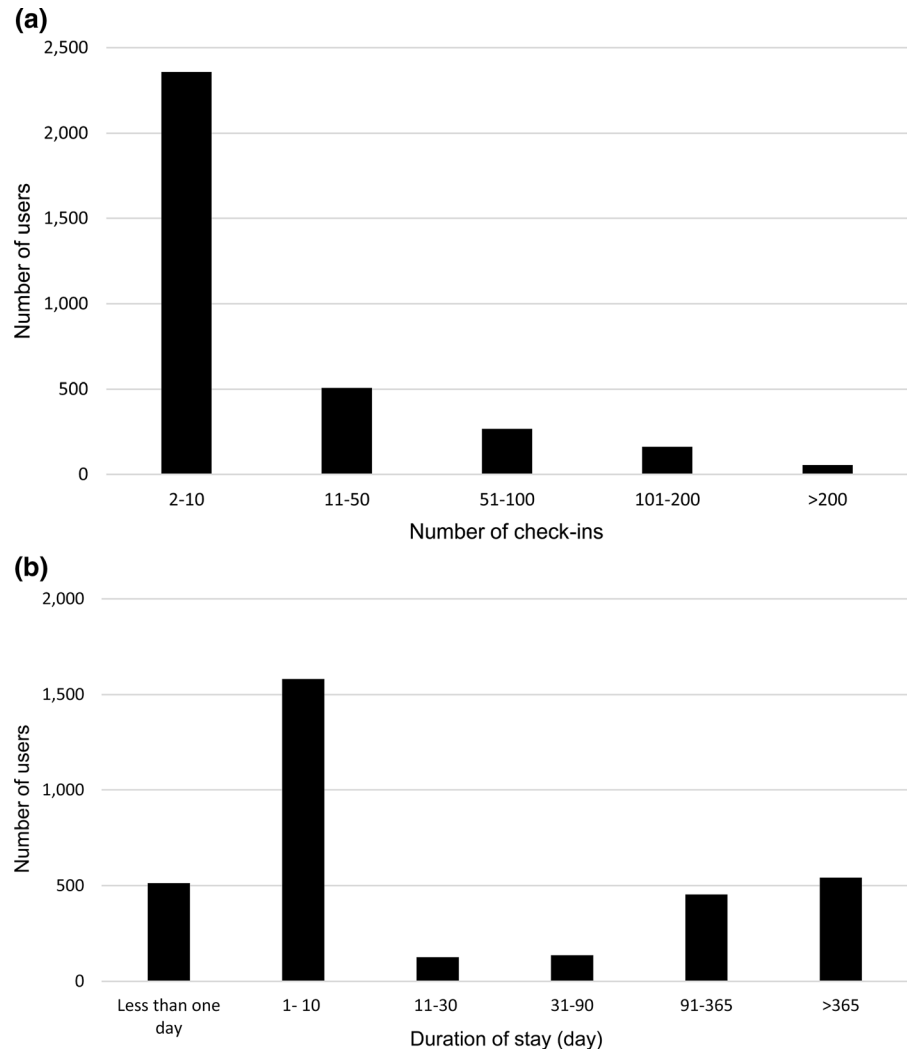 (a)
2,500
2,000
1,500
1,000
500
0
Number of users
2-10 11-50 51-100 101-200 >200
Number of check-ins
(b)
2,000
1,500
1,000
500
0
Number of users
Less than one 1- 10 11-30 31-90 91-365 >365
day
Duration of stay (day)